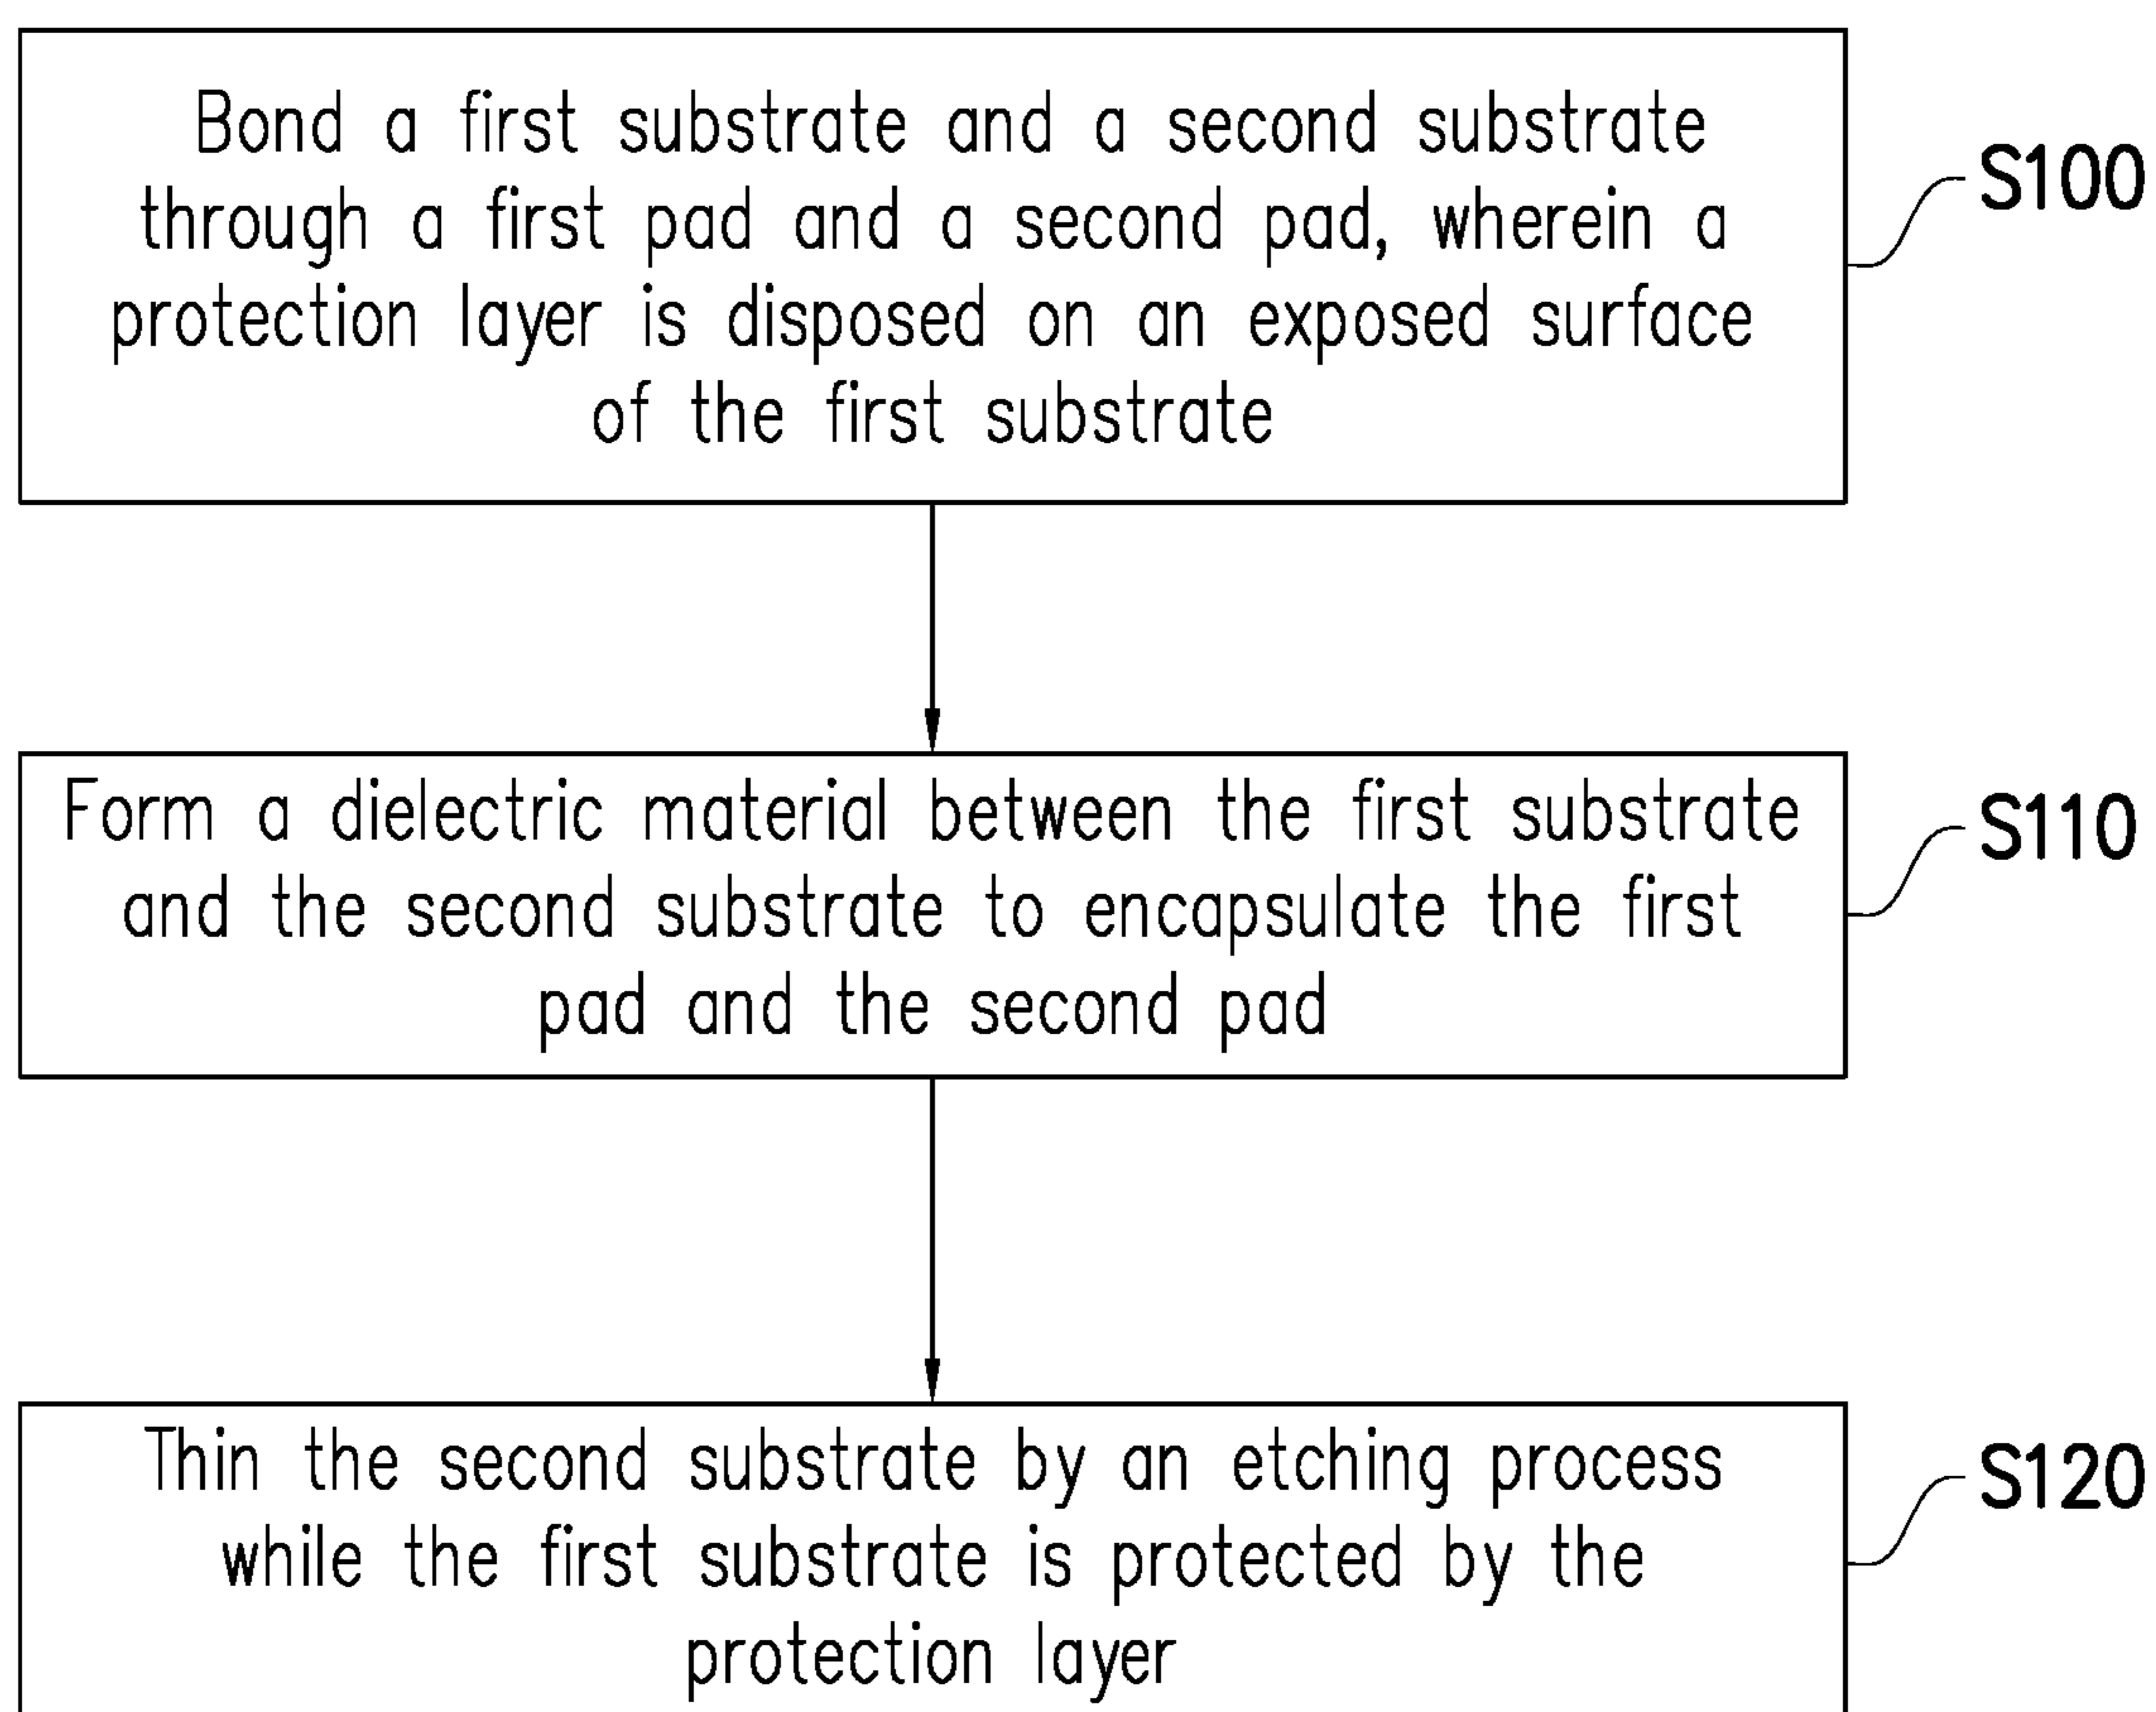 Bond a first substrate and a second substrate
through a first pad and a second pad, wherein a
protection layer is disposed on an exposed surface
of the first substrate
S100
Form a dielectric material between the first substrate
and the second substrate to encapsulate the first
pad and the second pad
S110
Thin the second substrate by an etching process
while the first substrate is protected by the
protection layer
S120